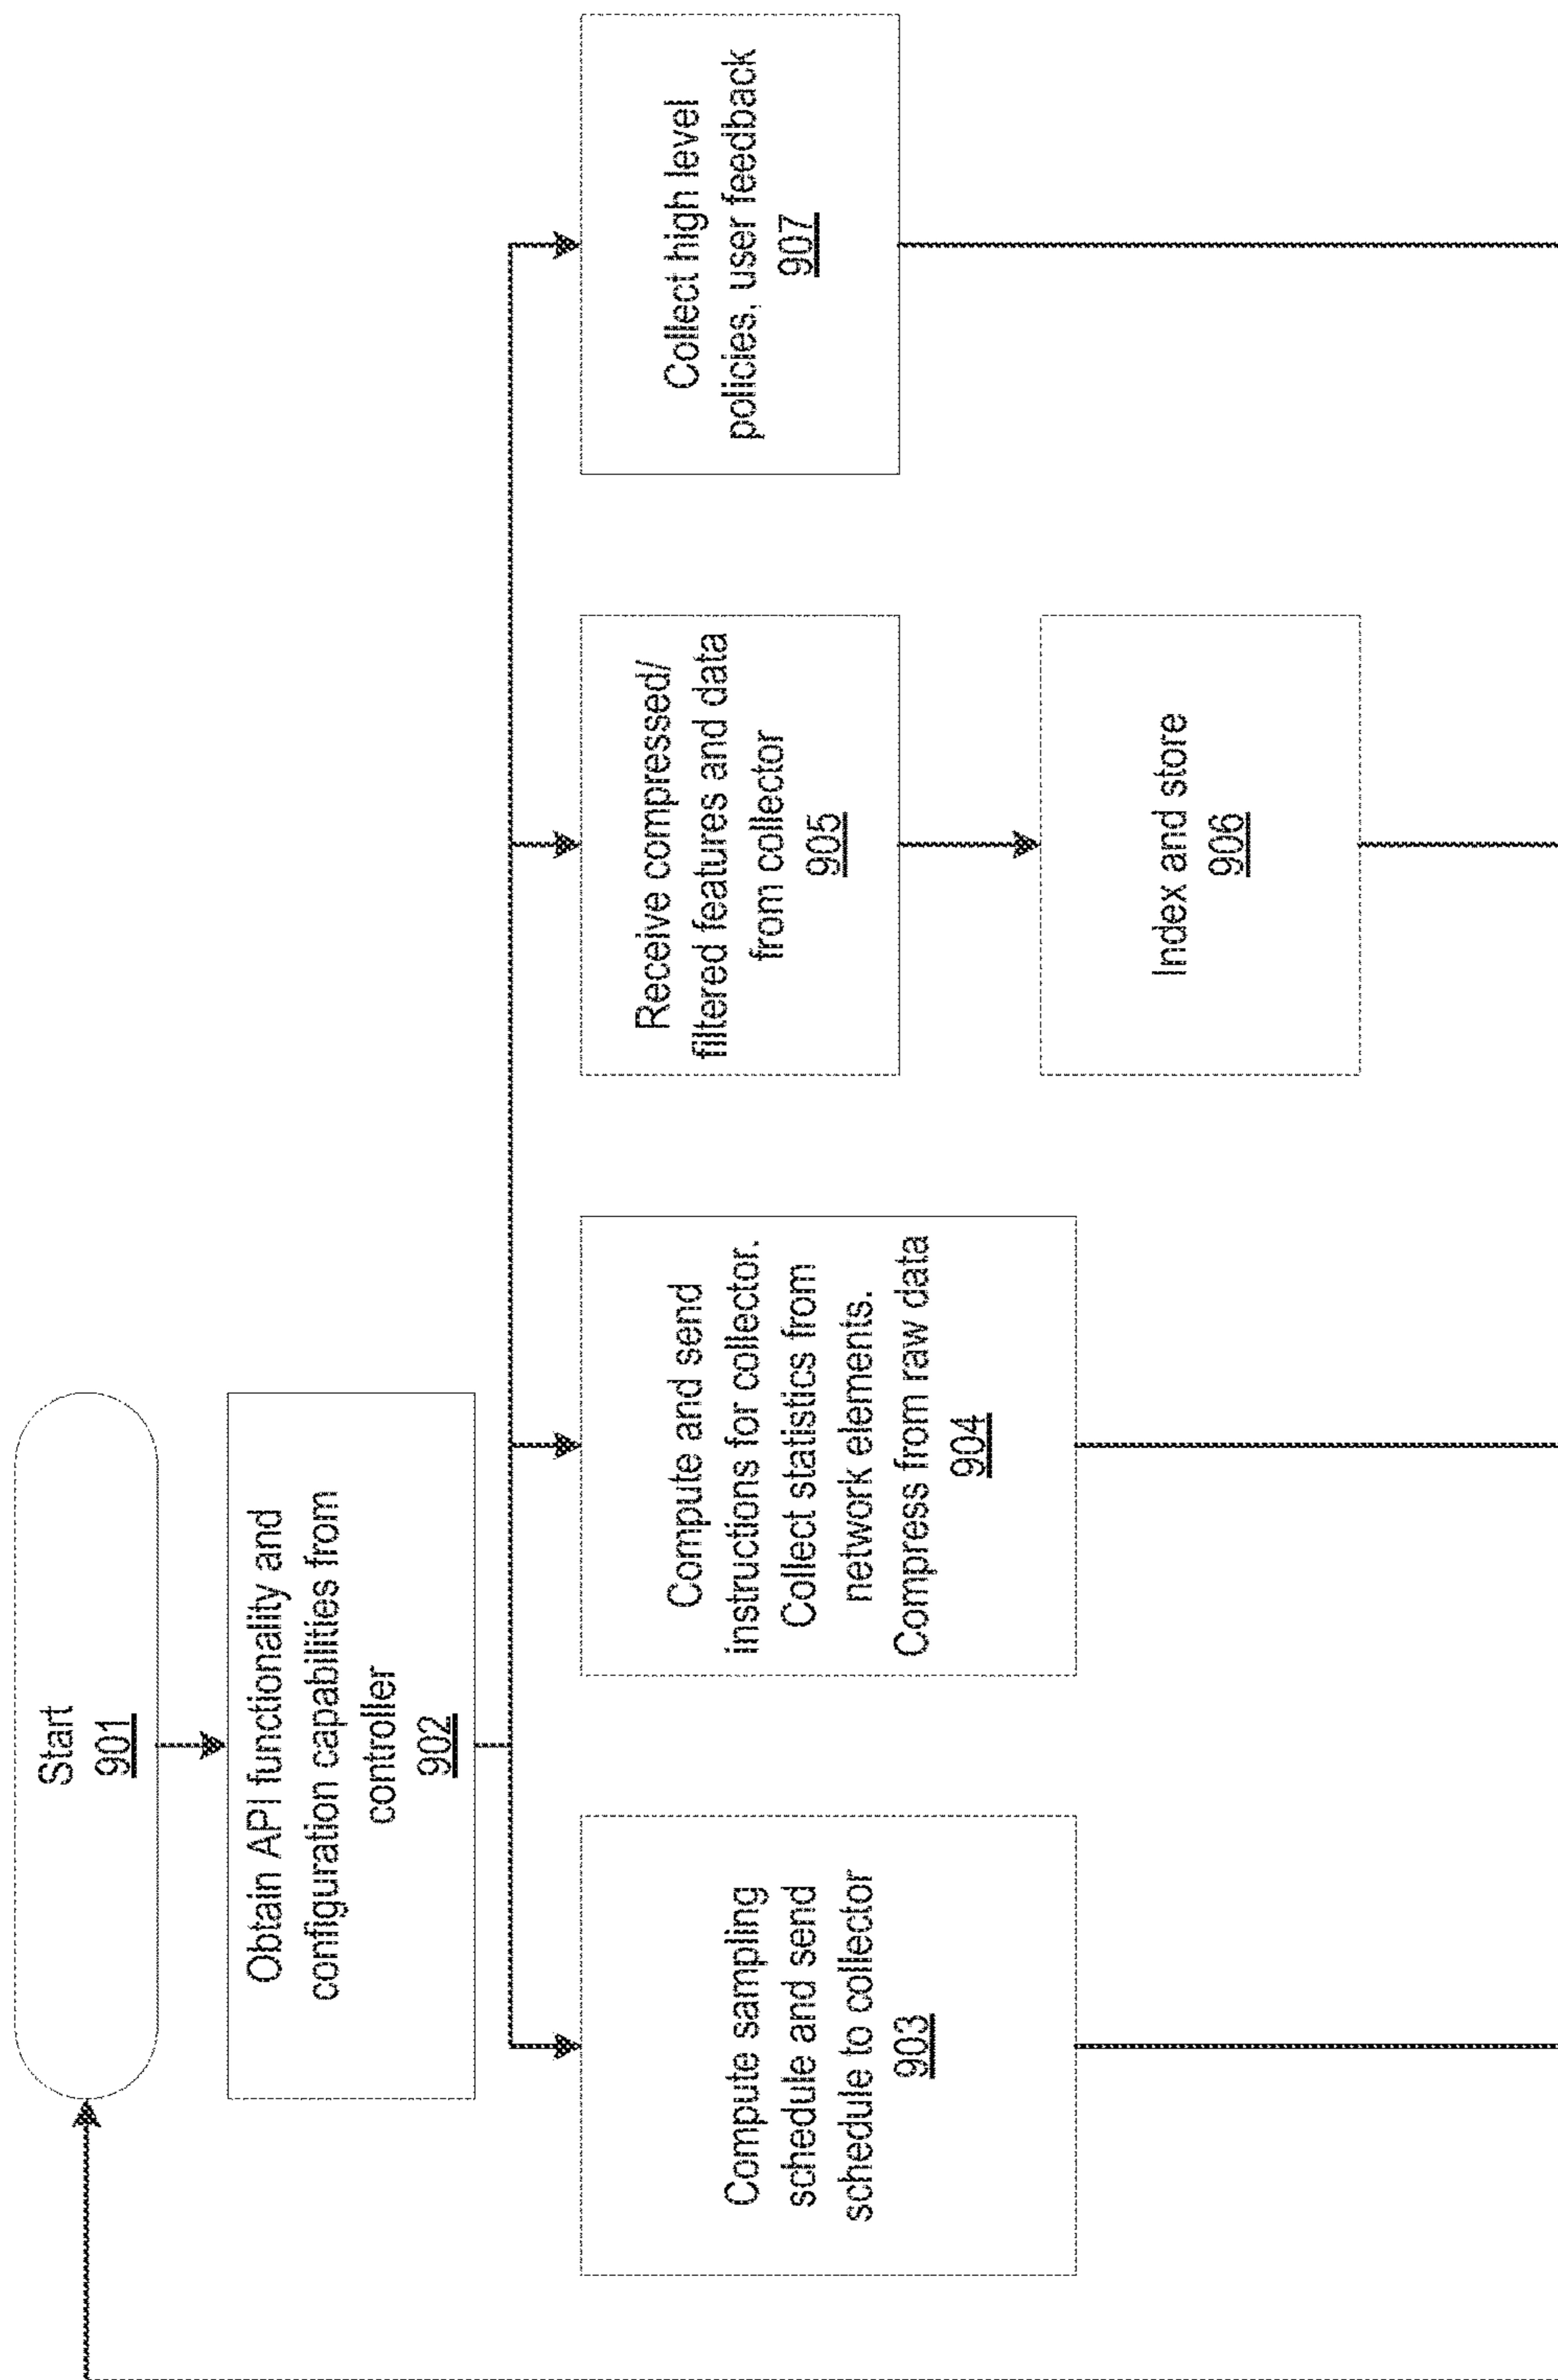 Start
901
Obtain API functionality and
configuration capabilities from
controller
902
Compute sampling
schedule and send
schedule to collector
903
Compute and send
instructions for collector.
Collect statistics from
network elements.
Compress from raw data
904
Receive compressed/
filtered features and data
from collector
905
Index and store
906
Collect high level
policies, user feedback
907